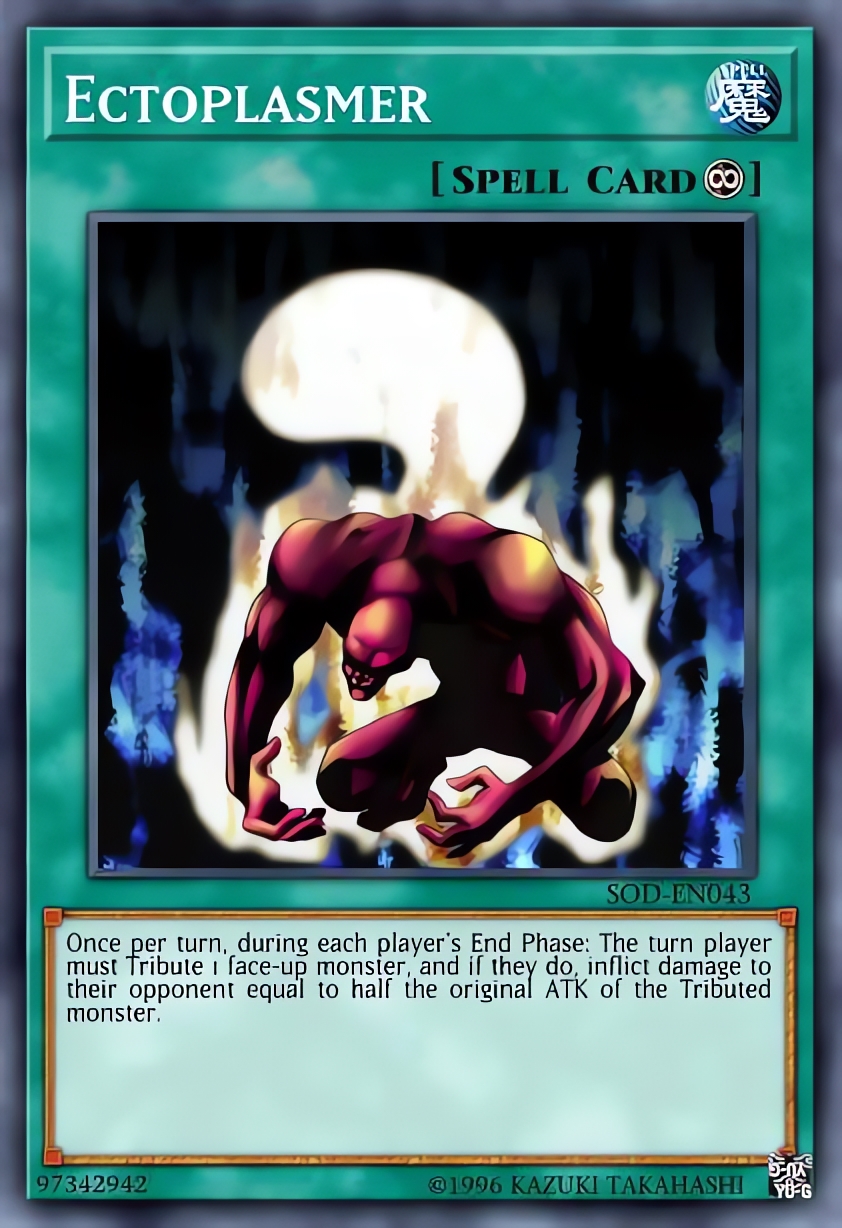 ECTOPLASMER
魔
[SPELL CARD]
SOD-EN043
Once per turn, during each player's End Phase: The turn player
must Tribute 1 face-up monster, and if they do, inflict damage to
their opponent equal to half the original ATK of the Tributed
monster.
97342942
©1996 KAZUKI TAKAHASHI